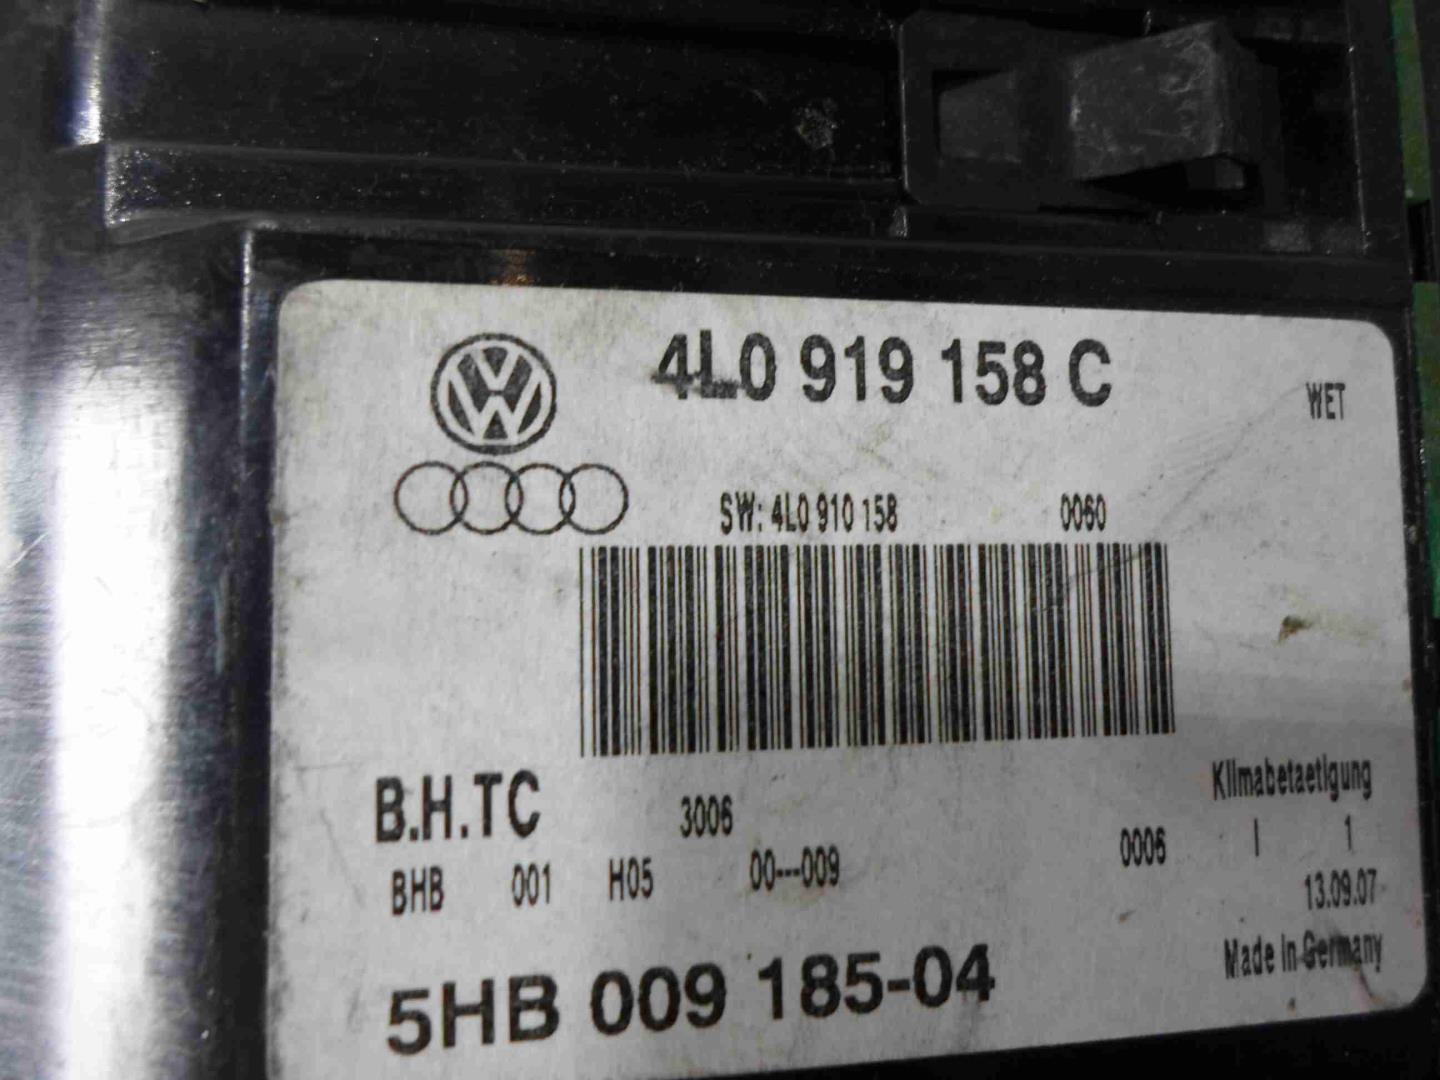 4L0 919 158 C
WET
SW: 4L0 910 158 0060
B.H.TC 3006 Klimabetaetigung
BHB 001 H05 00---009 0006 I 1
13.09.07
Made in Germany
5HB 009 185-04